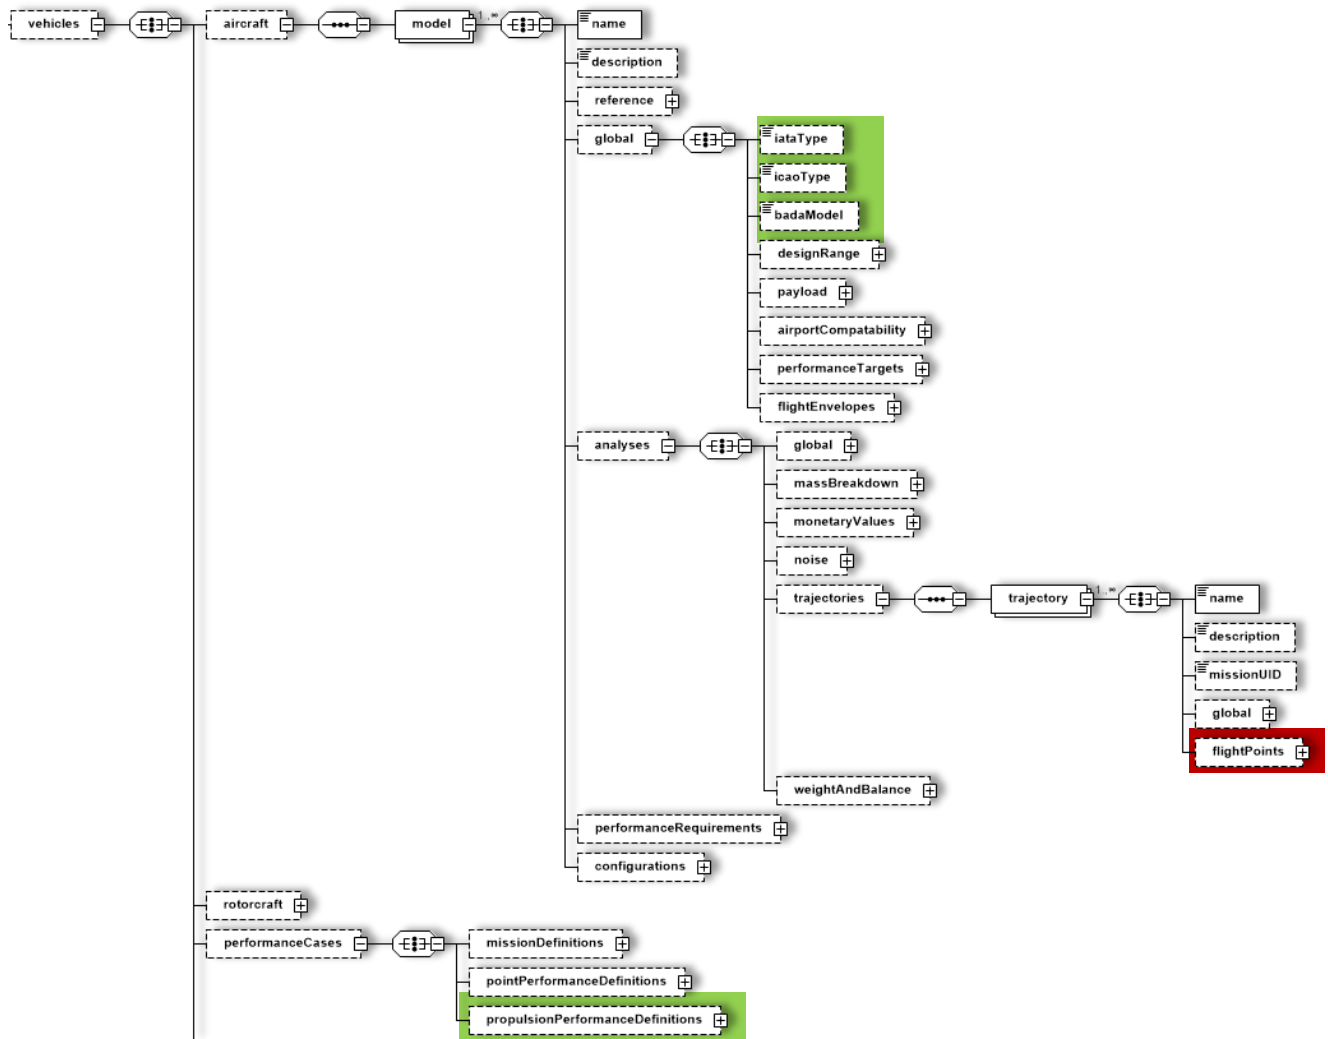 vehicles aircraft model 1..∞ name
description
reference
global iataType
icaoType
badaModel
designRange
payload
airportCompatability
performanceTargets
flightEnvelopes
analyses global
massBreakdown
monetaryValues
noise
trajectories trajectory 1..∞ name
description
missionUID
global
flightPoints
weightAndBalance
performanceRequirements
configurations
rotorcraft
performanceCases missionDefinitions
pointPerformanceDefinitions
propulsionPerformanceDefinitions